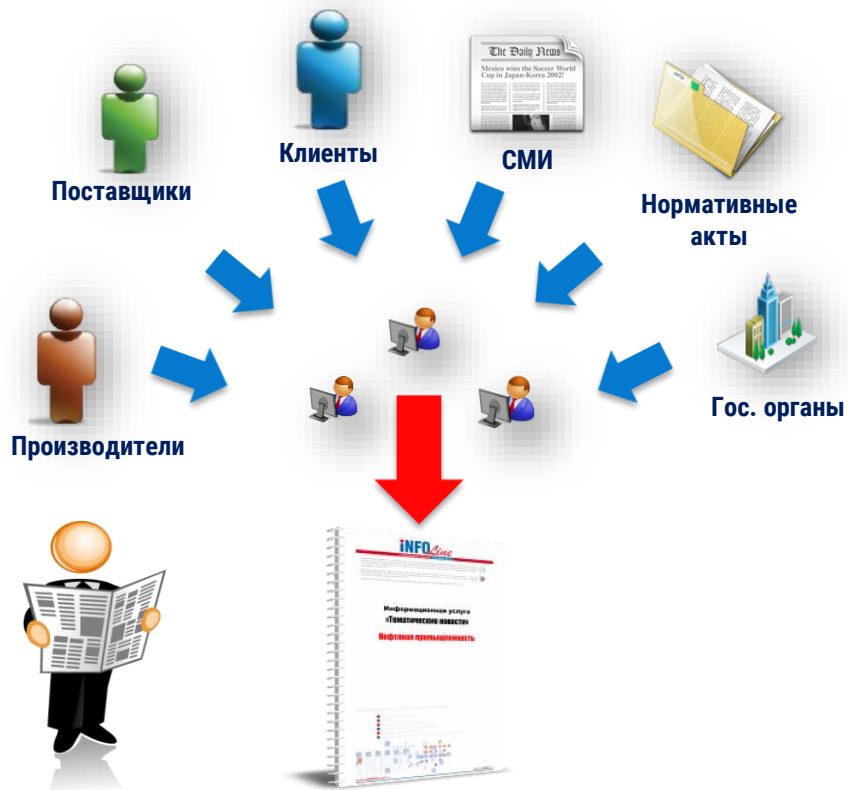 The Daily News
Mexico wins the Soccer World
Cup in Japan-Korea 2002!
Клиенты
СМИ
Поставщики
Нормативные
акты
Гос. органы
Производители
iNFOLine
Информационная услуга
«Тематические новости»
Нефтяная промышленность